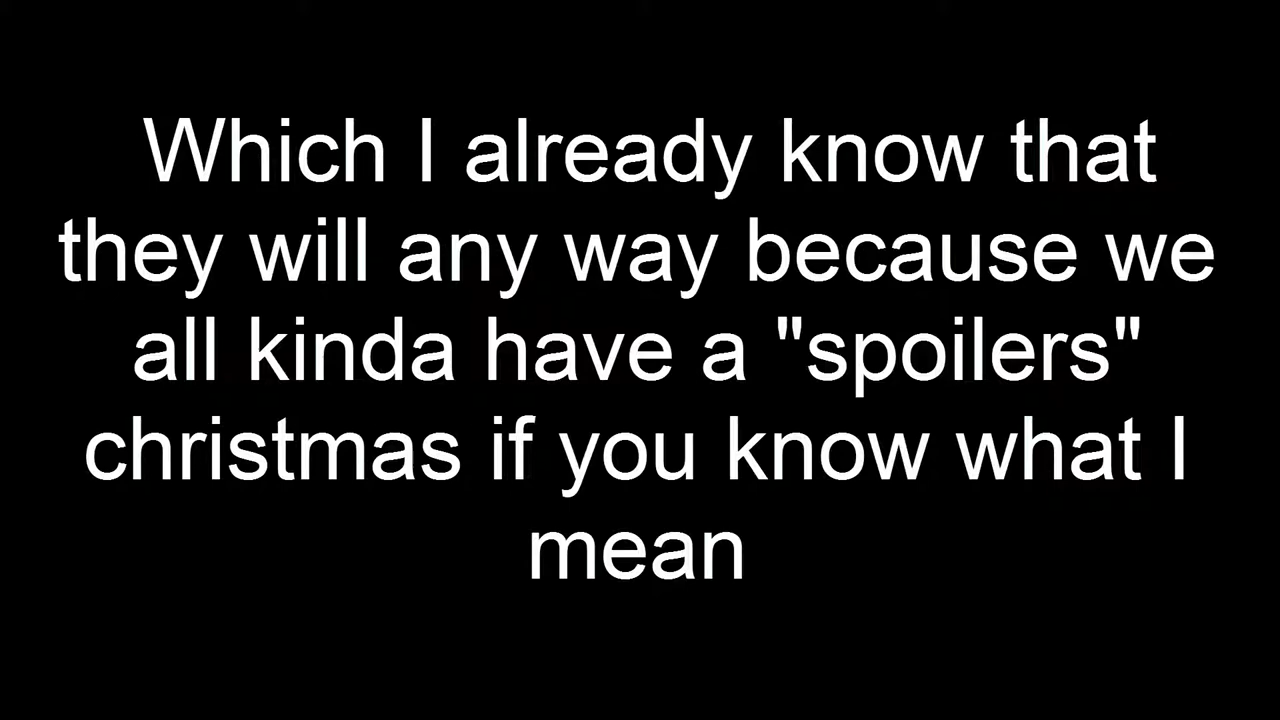 Which I already know that
they will any way because we
all kinda have a "spoilers"
christmas if you know what I
mean